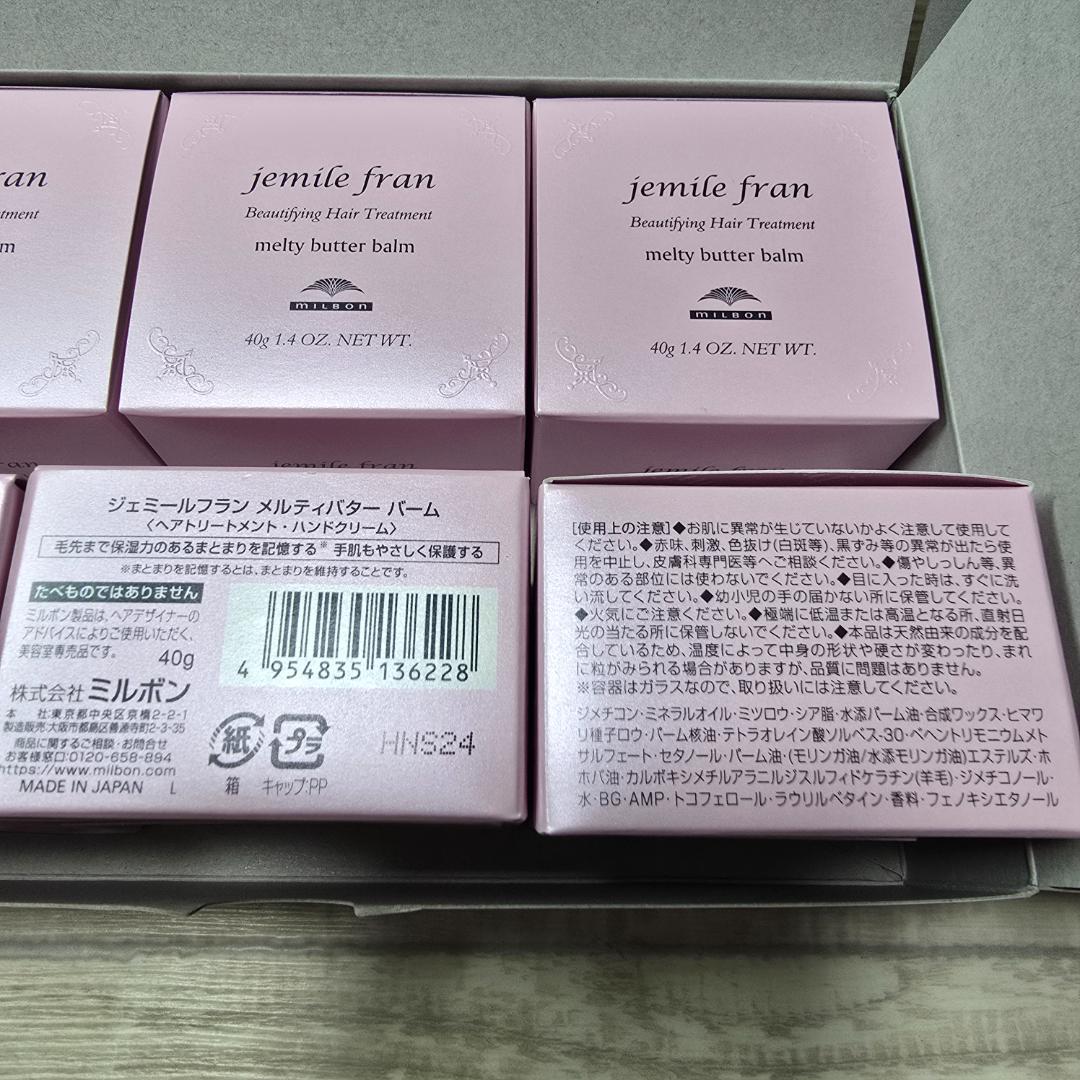 ran
tment
m
jemile fran
Beautifying Hair Treatment
melty butter balm
MILBON
40g 1.4 OZ. NET WT.
jemile fran
Beautifying Hair Treatment
melty butter balm
MILBON
40g 1.4 OZ. NET WT.
ran
jemile fran
jemile fran
ジェミールフラン メルティバター バーム
〈ヘアトリートメント・ハンドクリーム〉
毛先まで保湿力のあるまとまりを記憶する※ 手肌もやさしく保護する
※まとまりを記憶するとは、まとまりを維持することです。
たべものではありません
ミルボン製品は、ヘアデザイナーの
アドバイスによりご使用いただく、
美容室専売品です。 40g
4 954835 136228
株式会社 ミルボン
本 社:東京都中央区京橋2-2-1
製造販売:大阪市都島区善源寺町2-3-35
商品に関するご相談・お問合せ
お客様窓口:0120-658-894
https://www.milbon.com
MADE IN JAPAN L
紙
プラ
箱 キャップ:PP
HNS24
[使用上の注意]◆お肌に異常が生じていないかよく注意して使用して
ください。◆赤味、刺激、色抜け(白斑等)、黒ずみ等の異常が出たら使
用を中止し、皮膚科専門医等へご相談ください。◆傷やしっしん等、異
常のある部位には使わないでください。◆目に入った時は、すぐに洗
い流してください。◆幼小児の手の届かない所に保管してください。
◆火気にご注意ください。◆極端に低温または高温となる所、直射日
光の当たる所に保管しないでください。◆本品は天然由来の成分を配
合しているため、温度によって中身の形状や硬さが変わったり、まれ
に粒がみられる場合がありますが、品質に問題はありません。
※容器はガラスなので、取り扱いには注意してください。
ジメチコン・ミネラルオイル・ミツロウ・シア脂・水添パーム油・合成ワックス・ヒマワ
リ種子ロウ・パーム核油・テトラオレイン酸ソルベス-30・ベヘントリモニウムメト
サルフェート・セタノール・パーム油・(モリンガ油/水添モリンガ油)エステルズ・ホ
ホバ油・カルボキシメチルアラニルジスルフィドケラチン(羊毛)・ジメチコノール・
水・BG・AMP・トコフェロール・ラウリルベタイン・香料・フェノキシエタノール